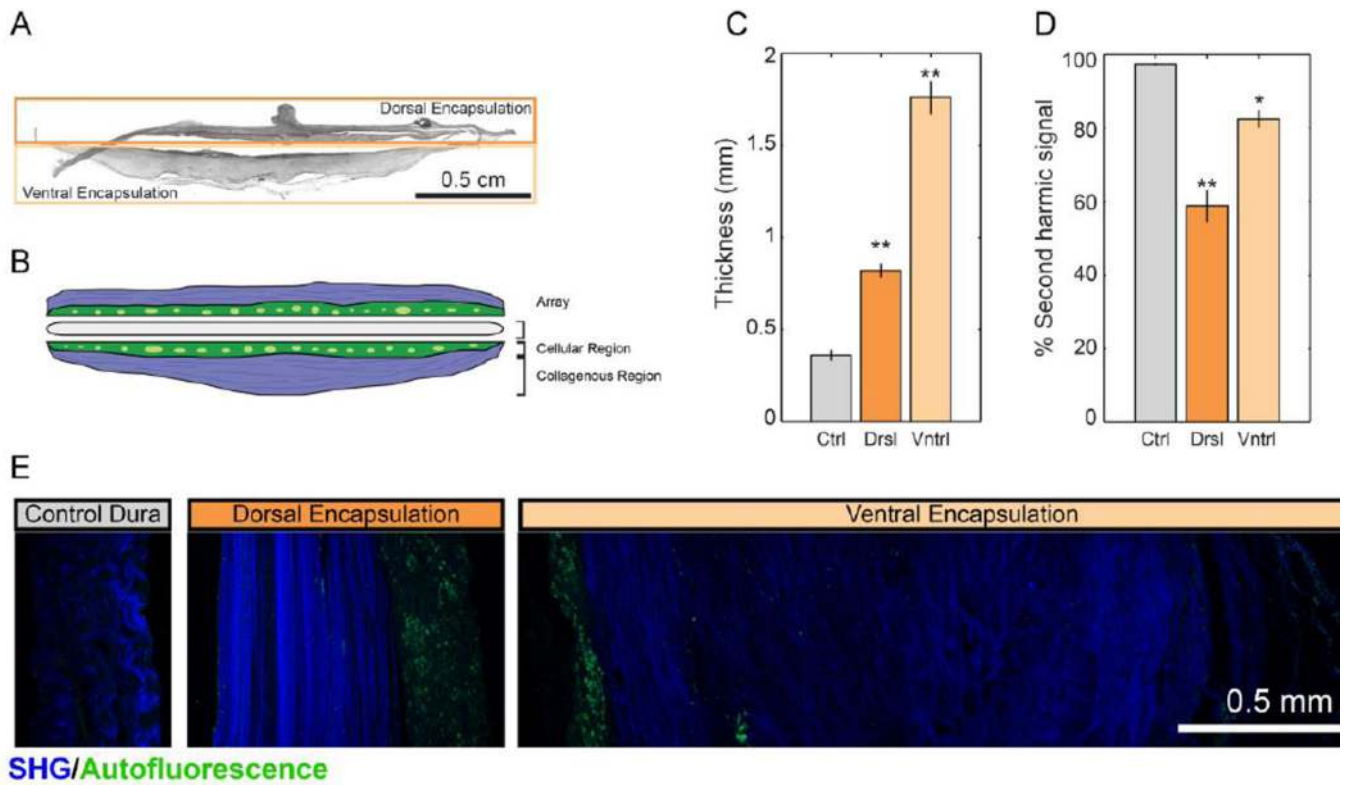 A
Dorsal Encapsulation
Ventral Encapsulation
0.5 cm
B
Array
Cellular Region
Collagenous Region
C
Thickness (mm)
2
1.5
1
0.5
0
**
**
Ctrl Drsl Vntrl
D
% Second harmic signal
100
80
60
40
20
0
**
*
Ctrl Drsl Vntrl
E
Control Dura
Dorsal Encapsulation
Ventral Encapsulation
0.5 mm
SHG/Autofluorescence